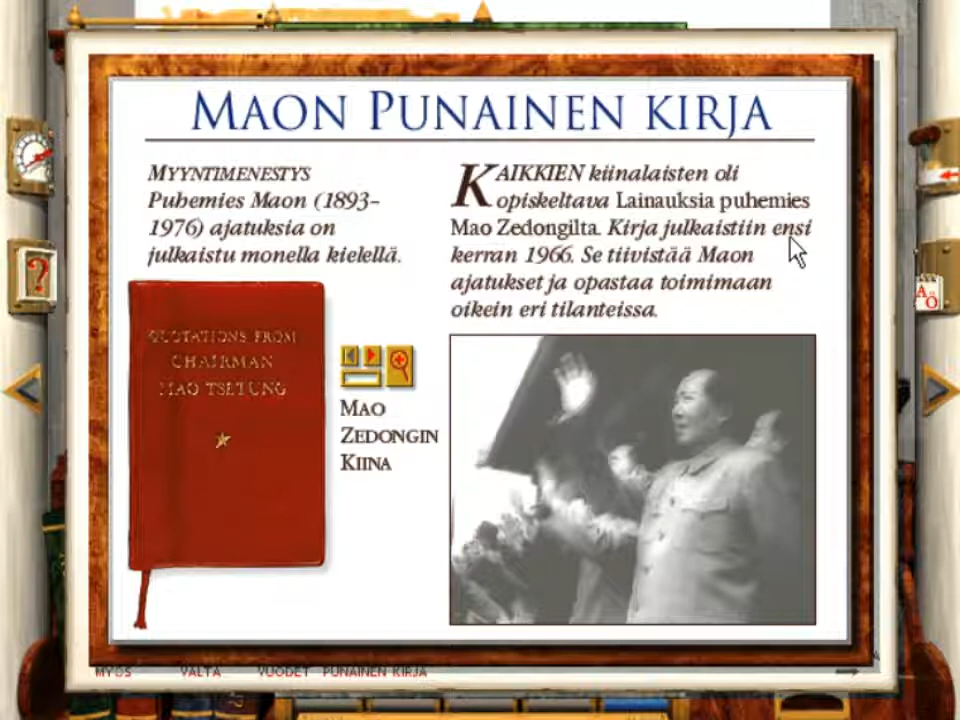 MAON PUNAINEN KIRJA
MYYNTIMENESTYS
Puhemies Maon (1893–
1976) ajatuksia on
julkaistu monella kielellä.
KAIKKIEN kiinalaisten oli
opiskeltava Lainauksia puhemies
Mao Zedongilta. Kirja julkaistiin ensi
kerran 1966. Se tiivistää Maon
ajatukset ja opastaa toimimaan
oikein eri tilanteissa.
QUOTATIONS FROM
CHAIRMAN
MAO TSETUNG
MAO
ZEDONGIN
KIINA
?
A
Ö
MYÖS VALTA VUODET PUNAINEN KIRJA